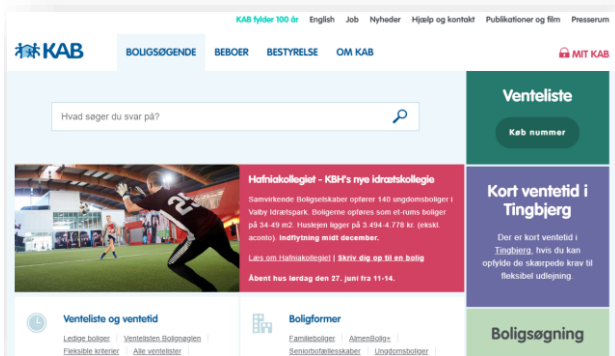 KAB fylder 100 år English Job Nyheder Hjælp og kontakt Publikationer og film Presserum
KAB BOLIGSØGENDE BEBOER BESTYRELSE OM KAB MIT KAB
Hvad søger du svar på?
Venteliste
Køb nummer
Hafniakollegiet - KBH's nye idrætskollegie
Samvirkende Boligselskaber opfører 140 ungdomsboliger i
Valby Idrætspark. Boligerne opføres som et-rums boliger
på 34-49 m2. Huslejen ligger på 3.494-4.778 kr. (ekskl.
aconto). Indflytning midt december.
Læs om Hafniakollegiet | Skriv dig op til en bolig
Åbent hus lørdag den 27. juni fra 11-14.
Kort ventetid i
Tingbjerg
Der er kort ventetid i
Tingbjerg, hvis du kan
opfylde de skærpede krav til
fleksibel udlejning.
Venteliste og ventetid
Ledige boliger Ventelisten Bolignøglen
Fleksible kriterier Alle ventelister
Boligformer
Familieboliger AlmenBolig+
Seniorbofællesskaber Ungdomsboliger
Boligsøgning